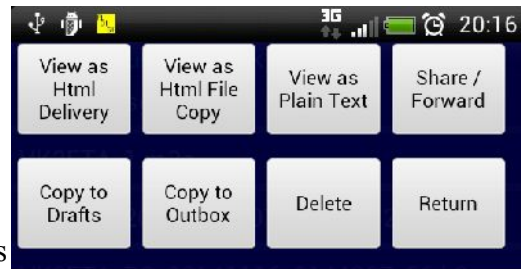 3G 20:16
View as Html Delivery
View as Html File Copy
View as Plain Text
Share / Forward
Copy to Drafts
Copy to Outbox
Delete
Return
s